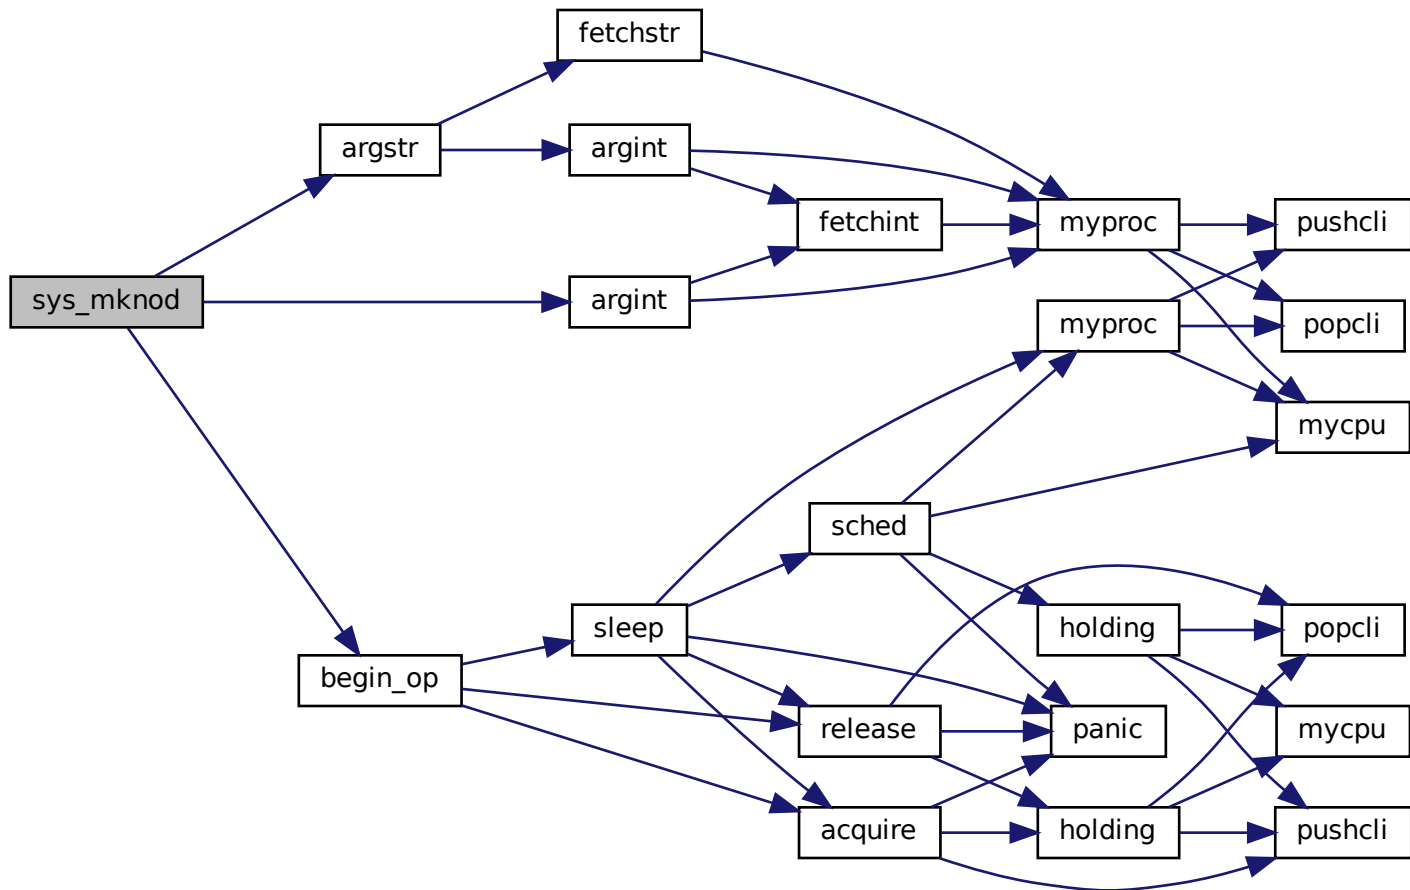 fetchstr
argstr
argint
fetchint
myproc
pushcli
sys_mknod
argint
myproc
popcli
mycpu
sched
sleep
holding
popcli
begin_op
release
panic
mycpu
acquire
holding
pushcli